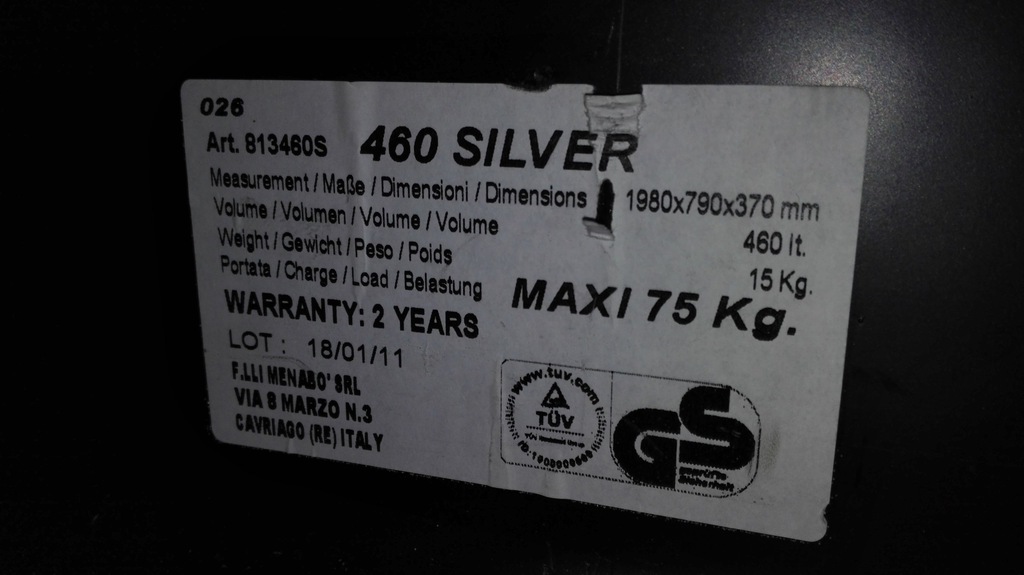 026
Art. 813460S 460 SILVER
Measurement / Maße / Dimensioni / Dimensions 1980x790x370 mm
Volume / Volumen / Volume / Volume 460 lt.
Weight / Gewicht / Peso / Poids 15 Kg.
Portata / Charge / Load / Belastung MAXI 75 Kg.
WARRANTY: 2 YEARS
LOT : 18/01/11
F.LLI MENABO' SRL
VIA 8 MARZO N.3
CAVRIAGO (RE) ITALY
www.tuv.com
TÜV
GS
geprüfte
Sicherheit